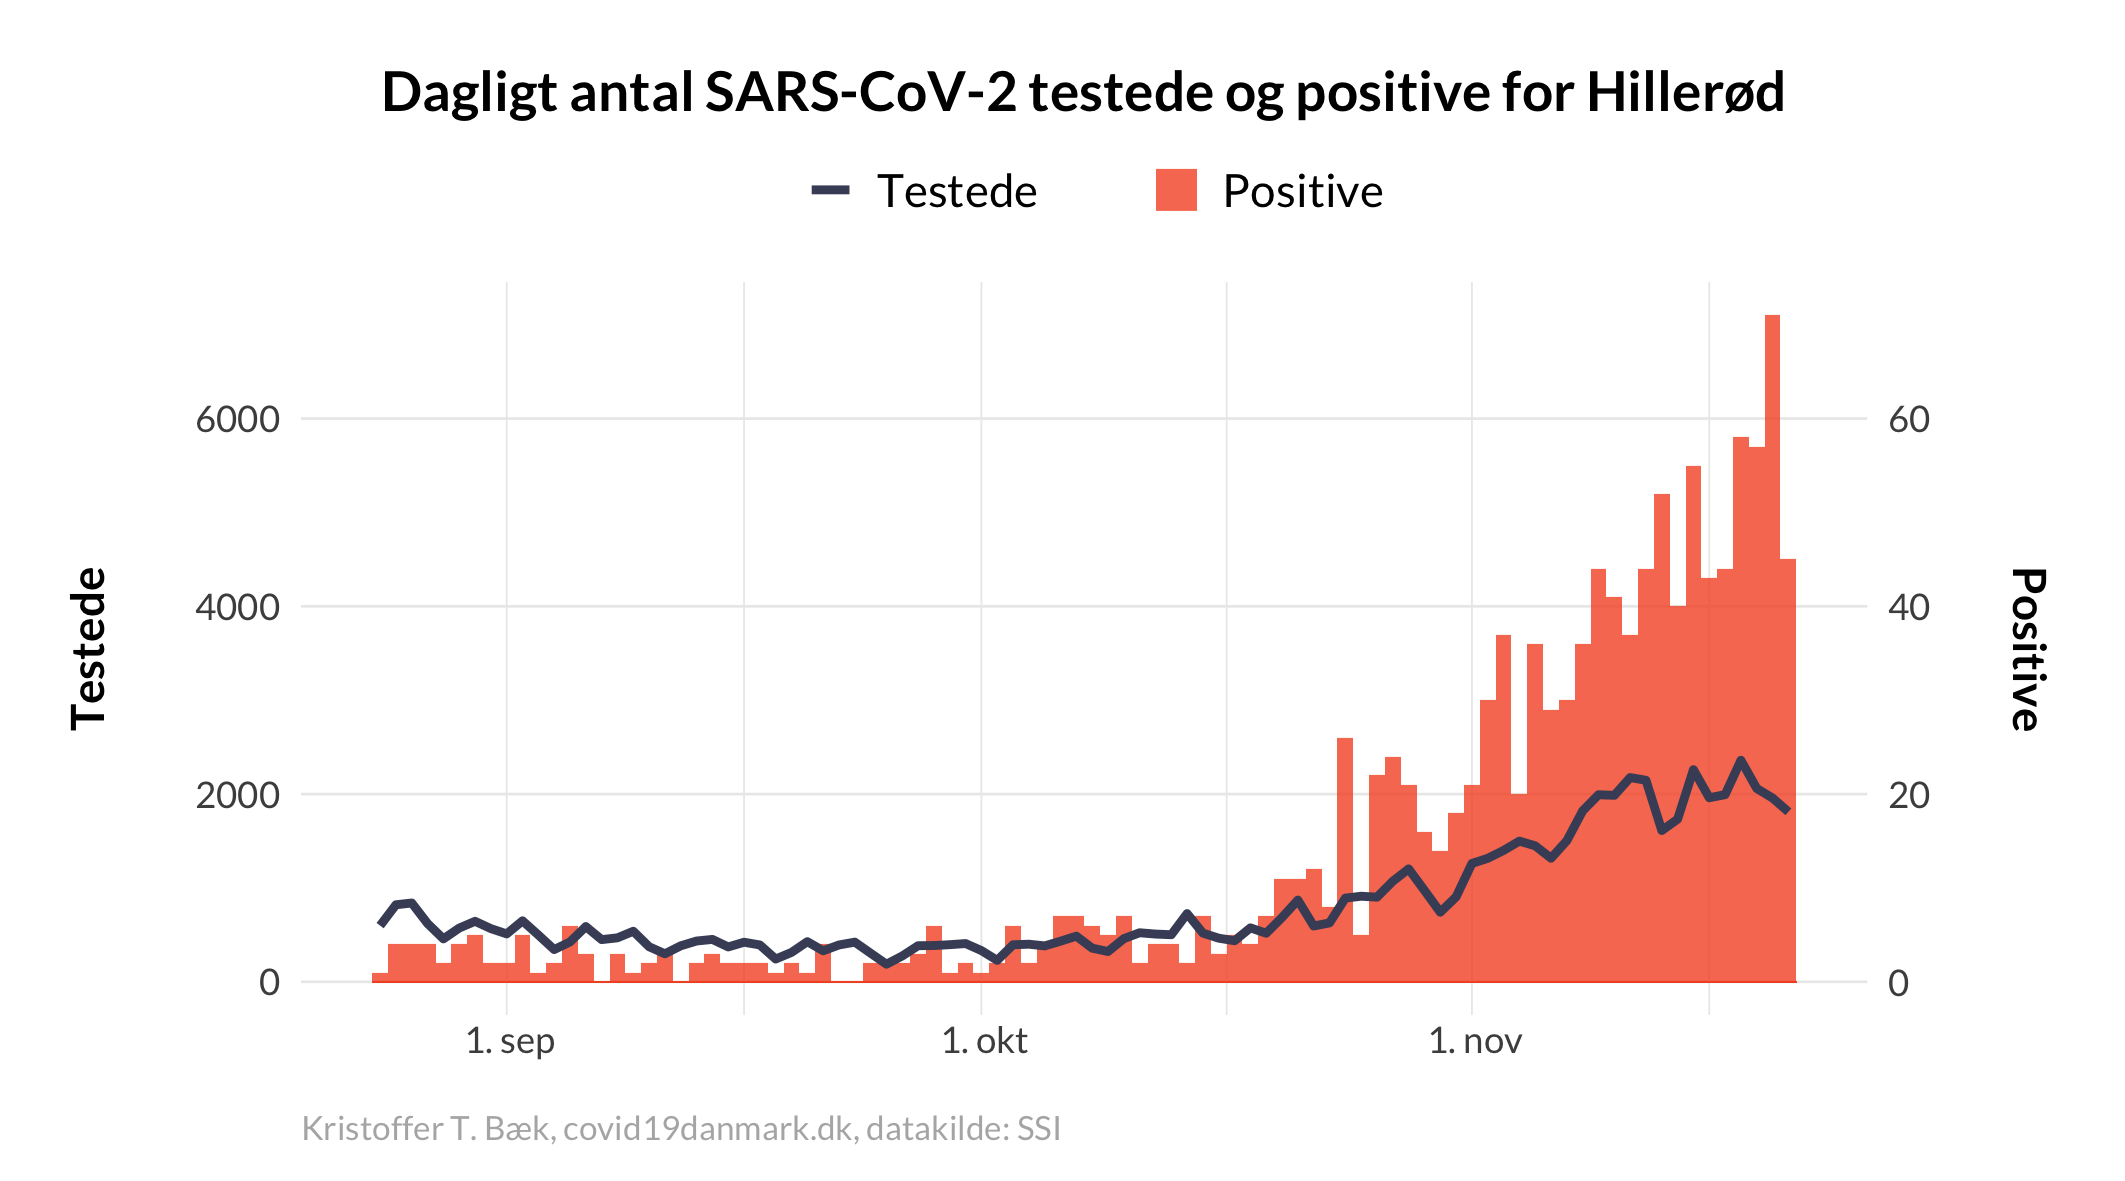 Dagligt antal SARS-CoV-2 testede og positive for Hillerød
Testede
Positive
6000
4000
2000
0
Testede
60
40
20
0
Positive
1. sep
1. okt
1. nov
Kristoffer T. Bæk, covid19danmark.dk, datakilde: SSI